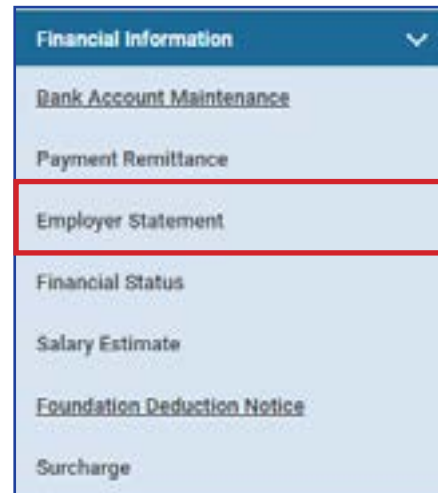 Financial Information
Bank Account Maintenance
Payment Remittance
Employer Statement
Financial Status
Salary Estimate
Foundation Deduction Notice
Surcharge